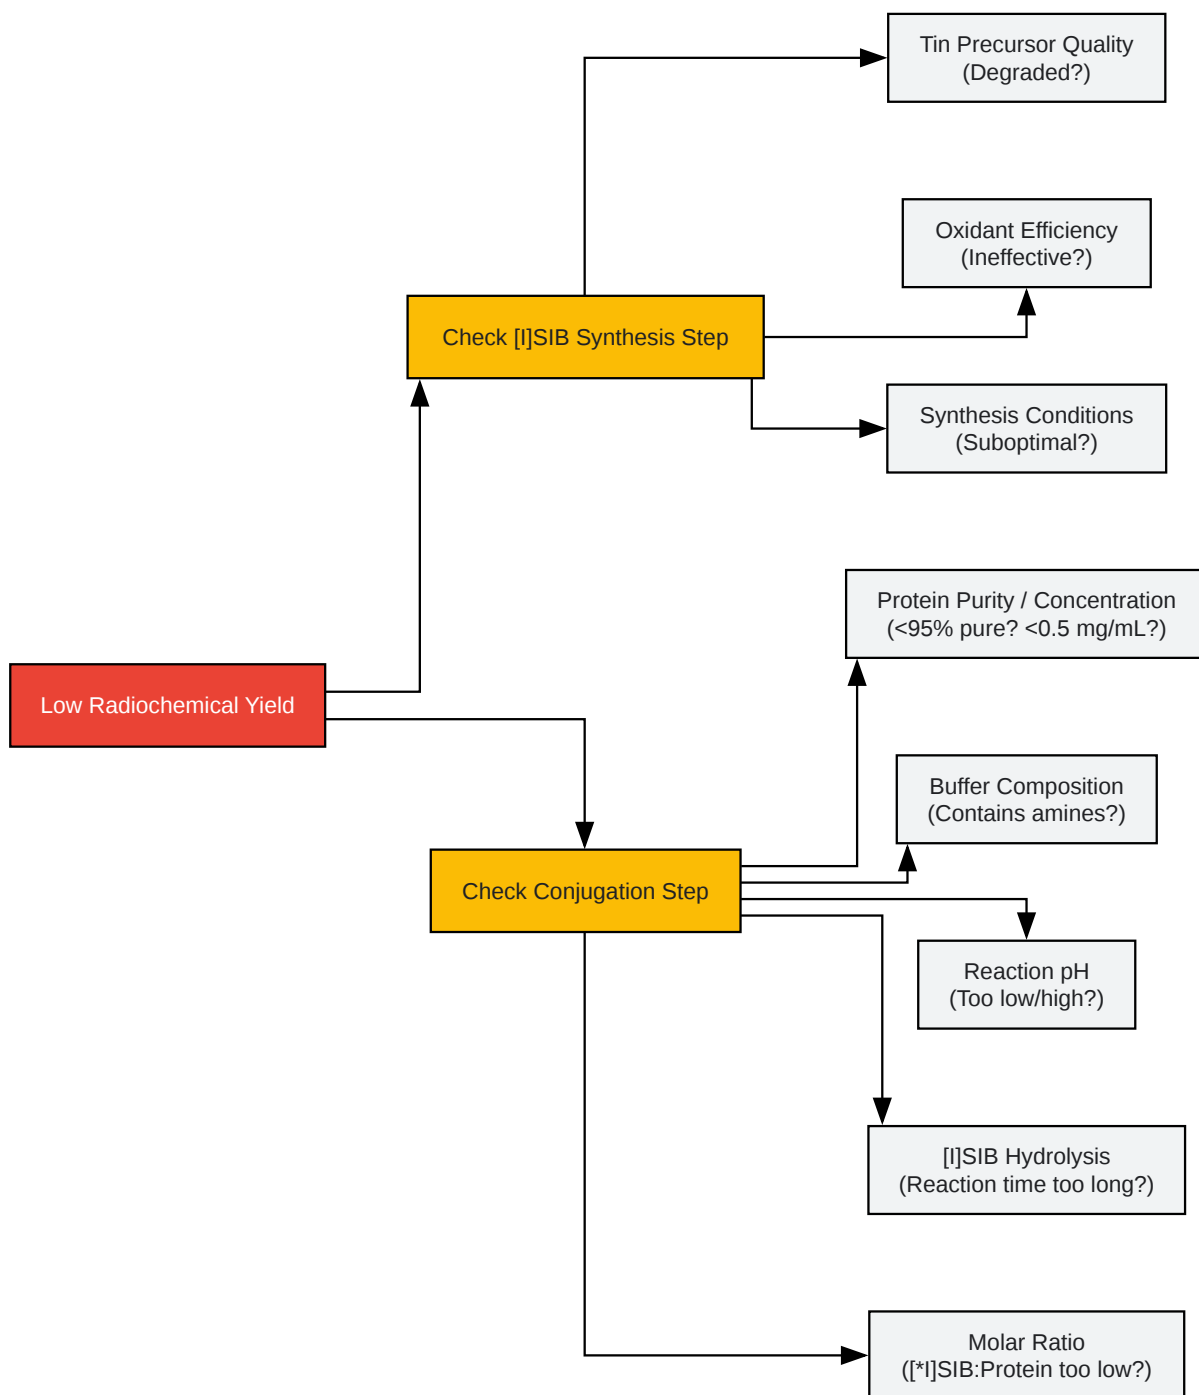 Tin Precursor Quality
(Degraded?)
Oxidant Efficiency
(Ineffective?)
Check [I]SIB Synthesis Step
Synthesis Conditions
(Suboptimal?)
Protein Purity / Concentration
(<95% pure? <0.5 mg/mL?)
Low Radiochemical Yield
Buffer Composition
(Contains amines?)
Check Conjugation Step
Reaction pH
(Too low/high?)
[I]SIB Hydrolysis
(Reaction time too long?)
Molar Ratio
([*I]SIB:Protein too low?)